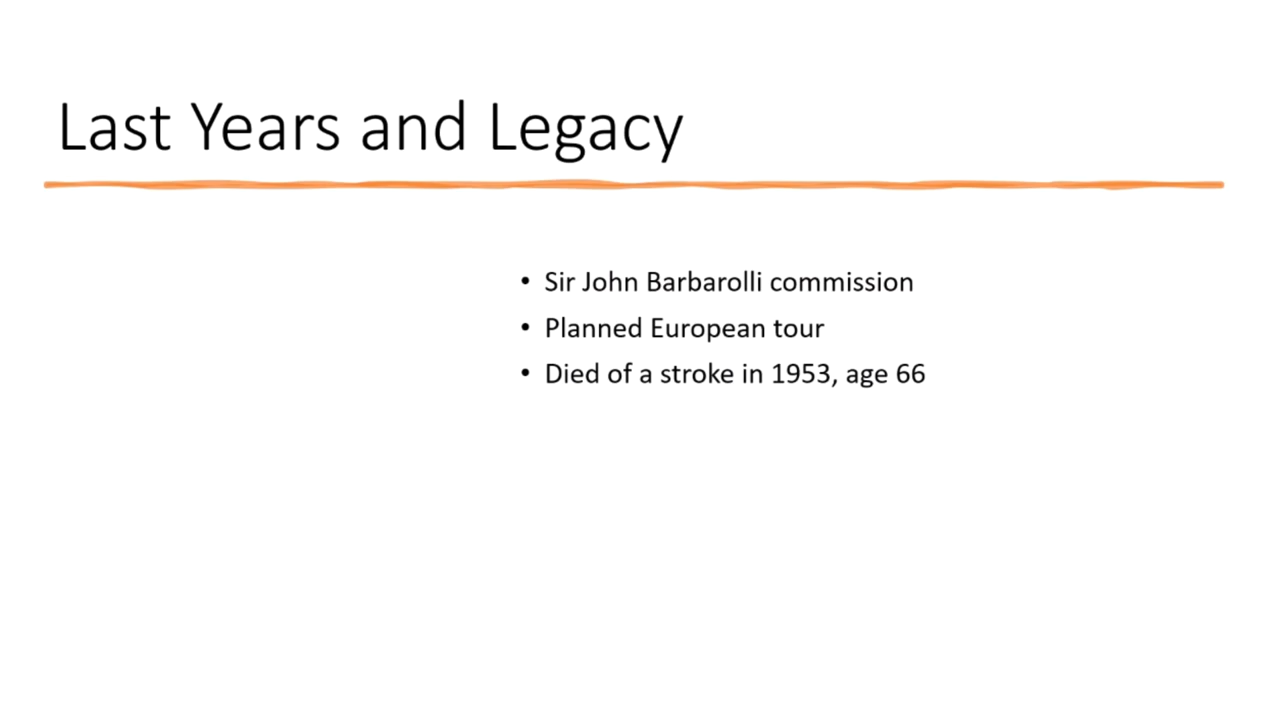 Last Years and Legacy
• Sir John Barbarolli commission
• Planned European tour
• Died of a stroke in 1953, age 66